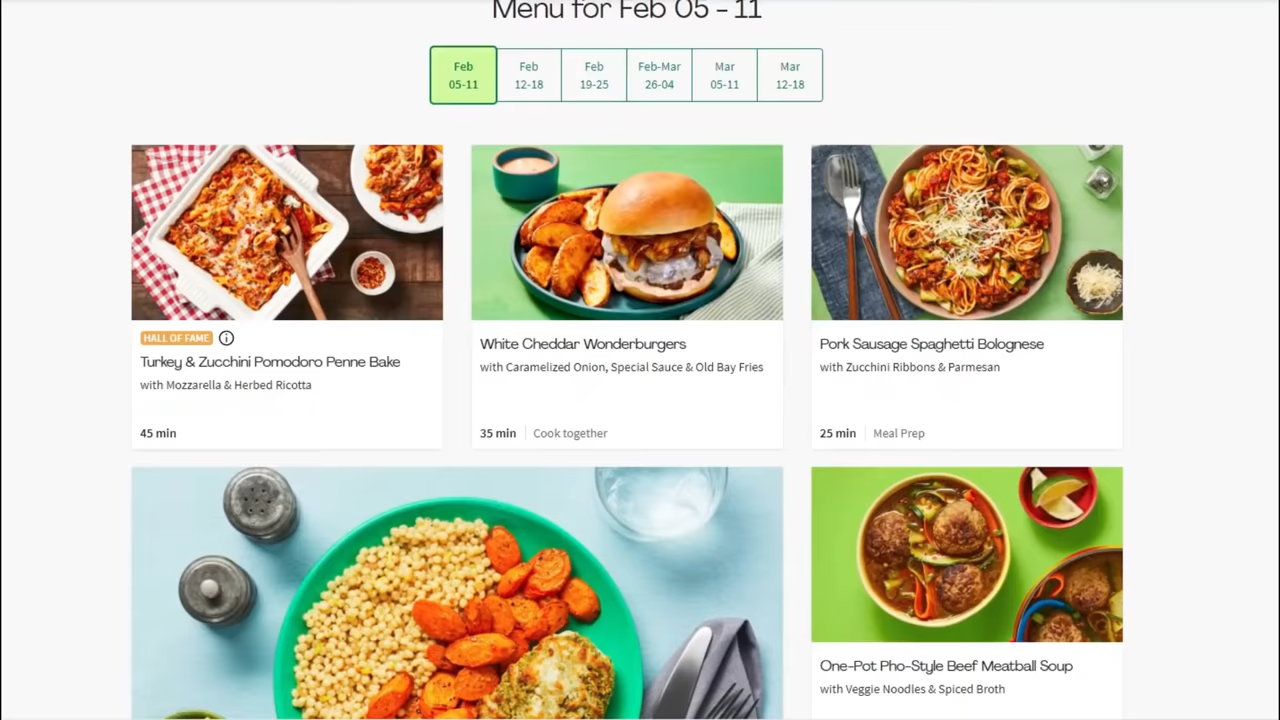 Menu for Feb 05 – 11
Feb
05-11
Feb
12-18
Feb
19-25
Feb-Mar
26-04
Mar
05-11
Mar
12-18
HALL OF FAME
Turkey & Zucchini Pomodoro Penne Bake
with Mozzarella & Herbed Ricotta
45 min
White Cheddar Wonderburgers
with Caramelized Onion, Special Sauce & Old Bay Fries
35 min Cook together
Pork Sausage Spaghetti Bolognese
with Zucchini Ribbons & Parmesan
25 min Meal Prep
One-Pot Pho-Style Beef Meatball Soup
with Veggie Noodles & Spiced Broth